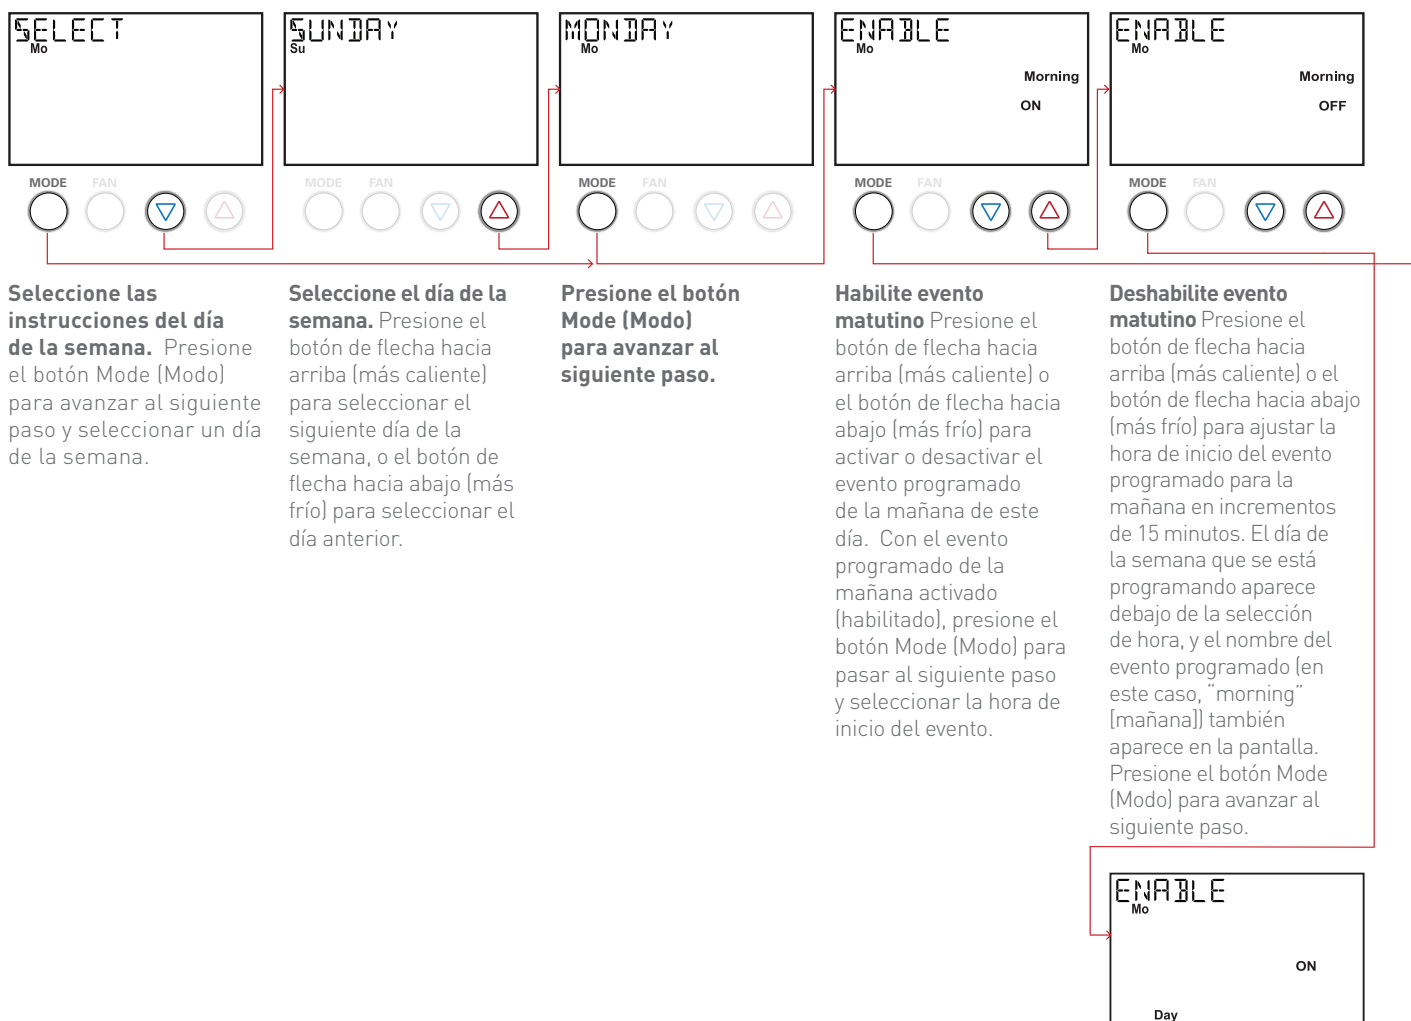 SELECT
Mo
MODE FAN
Seleccione las
instrucciones del día
de la semana. Presione
el botón Mode (Modo)
para avanzar al siguiente
paso y seleccionar un día
de la semana.
SUNDAY
Su
MODE FAN
Seleccione el día de la
semana. Presione el
botón de flecha hacia
arriba (más caliente)
para seleccionar el
siguiente día de la
semana, o el botón de
flecha hacia abajo (más
frío) para seleccionar el
día anterior.
MONDAY
Mo
MODE FAN
Presione el botón
Mode (Modo)
para avanzar al
siguiente paso.
ENABLE
Mo
Morning
ON
MODE FAN
Habilite evento
matutino Presione el
botón de flecha hacia
arriba (más caliente) o
el botón de flecha hacia
abajo (más frío) para
activar o desactivar el
evento programado
de la mañana de este
día. Con el evento
programado de la
mañana activado
(habilitado), presione el
botón Mode (Modo) para
pasar al siguiente paso
y seleccionar la hora de
inicio del evento.
ENABLE
Mo
Morning
OFF
MODE FAN
Deshabilite evento
matutino Presione el
botón de flecha hacia
arriba (más caliente) o el
botón de flecha hacia abajo
(más frío) para ajustar la
hora de inicio del evento
programado para la
mañana en incrementos
de 15 minutos. El día de
la semana que se está
programando aparece
debajo de la selección
de hora, y el nombre del
evento programado (en
este caso, “morning”
[mañana]) también
aparece en la pantalla.
Presione el botón Mode
(Modo) para avanzar al
siguiente paso.
ENABLE
Mo
ON
Day